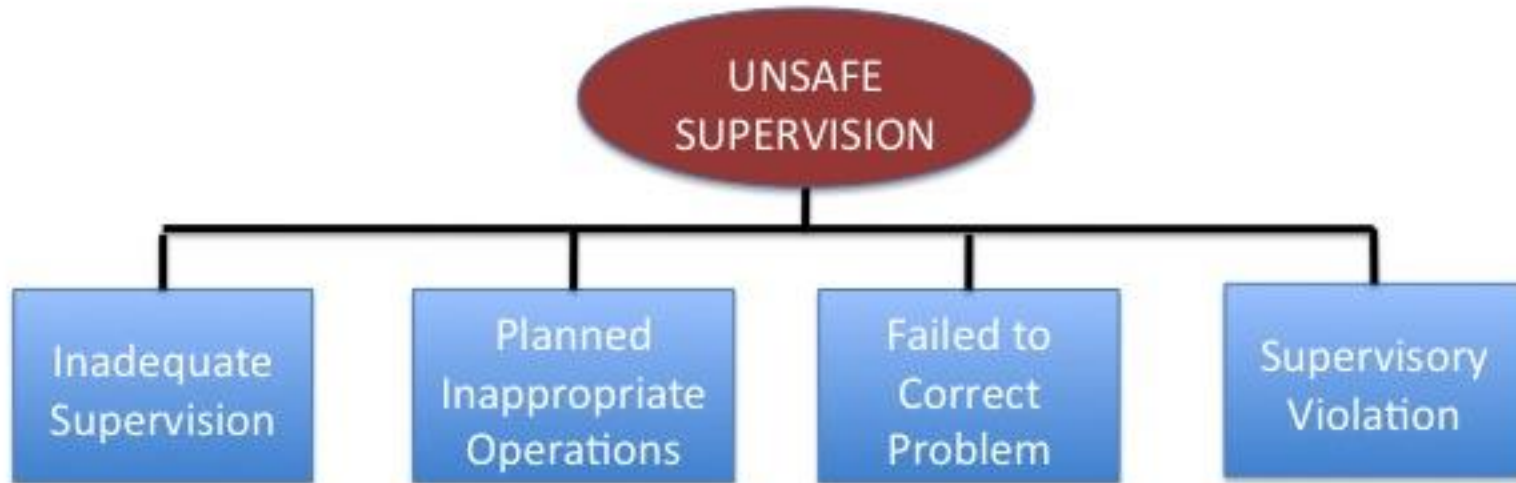 UNSAFE
SUPERVISION
Inadequate
Supervision
Planned
Inappropriate
Operations
Failed to
Correct
Problem
Supervisory
Violation